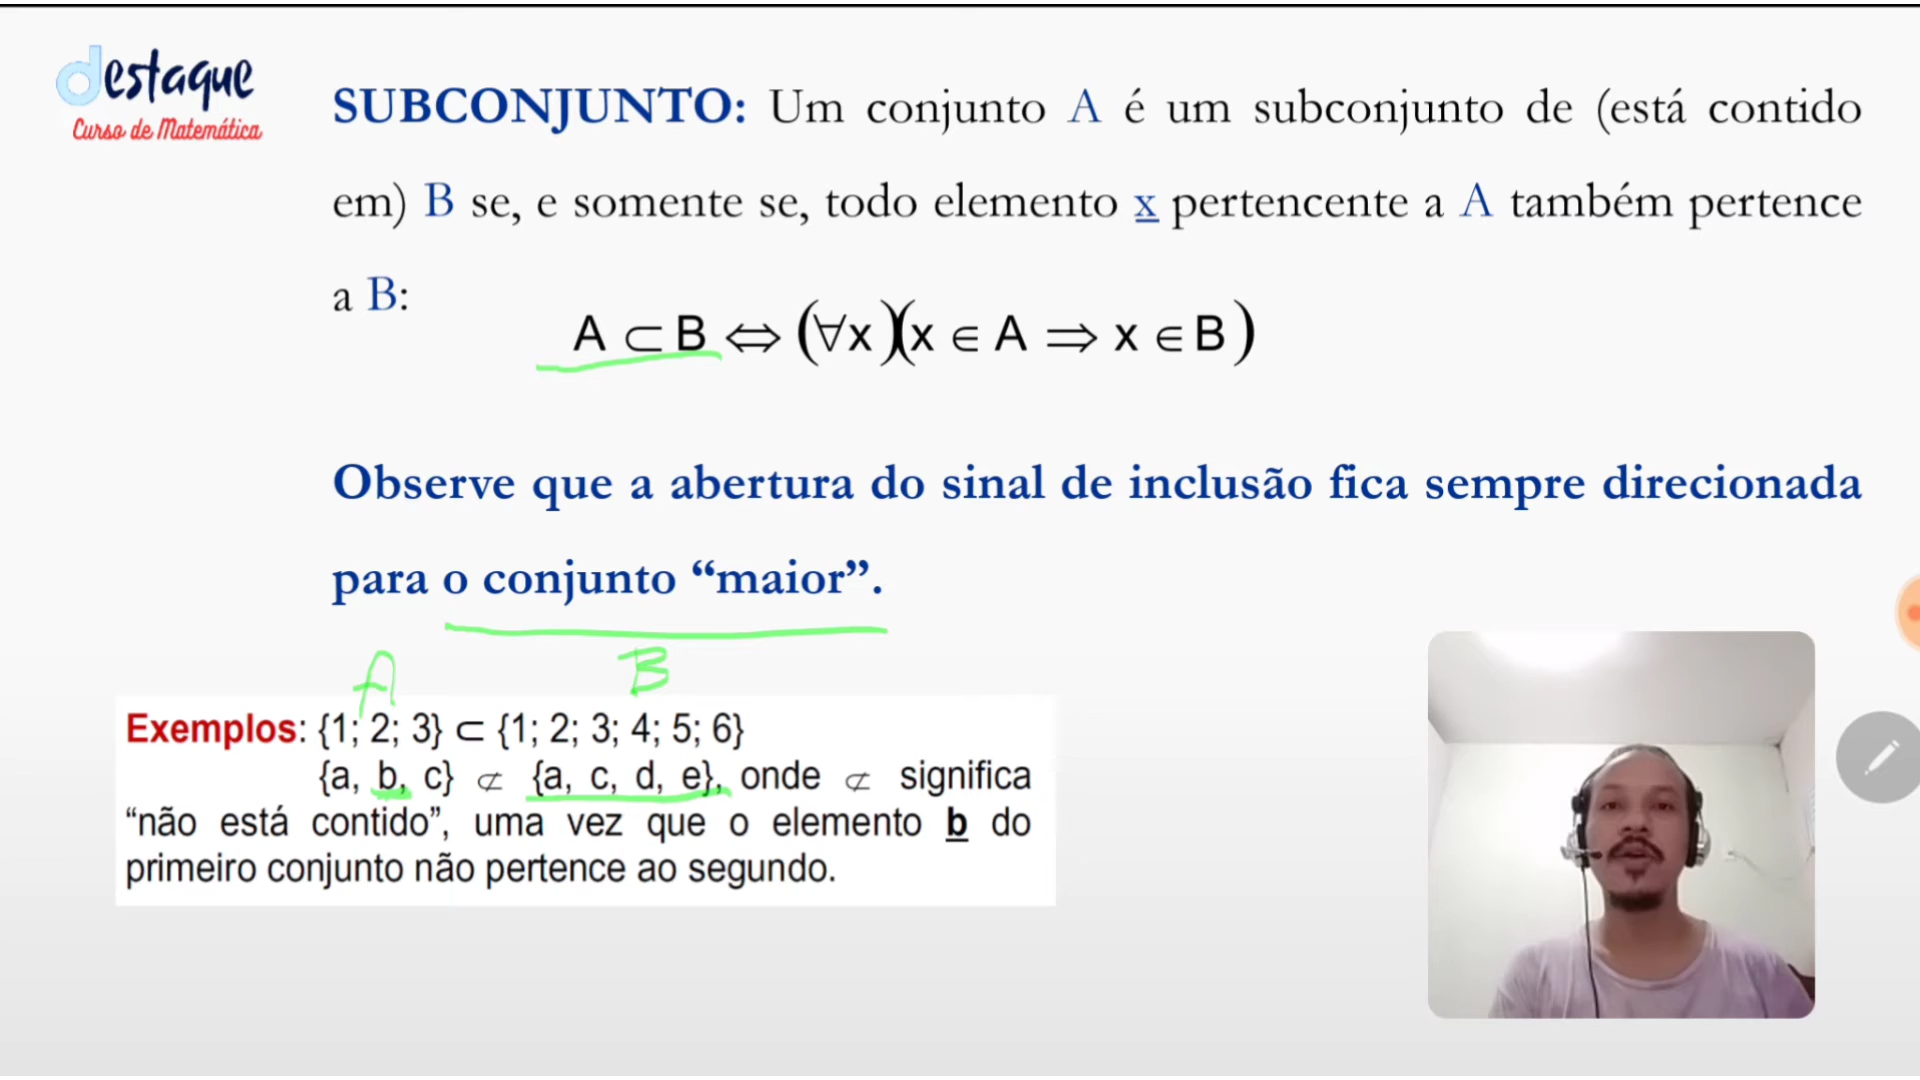 destaque
Curso de Matemática
SUBCONJUNTO: Um conjunto A é um subconjunto de (está contido
em) B se, e somente se, todo elemento x pertencente a A também pertence
a B:
A ⊂ B ⇔ (∀x)(x ∈ A ⇒ x ∈ B)
Observe que a abertura do sinal de inclusão fica sempre direcionada
para o conjunto “maior”.
A B
Exemplos: {1; 2; 3} ⊂ {1; 2; 3; 4; 5; 6}
{a, b, c} ⊄ {a, c, d, e}, onde ⊄ significa
“não está contido”, uma vez que o elemento b do
primeiro conjunto não pertence ao segundo.